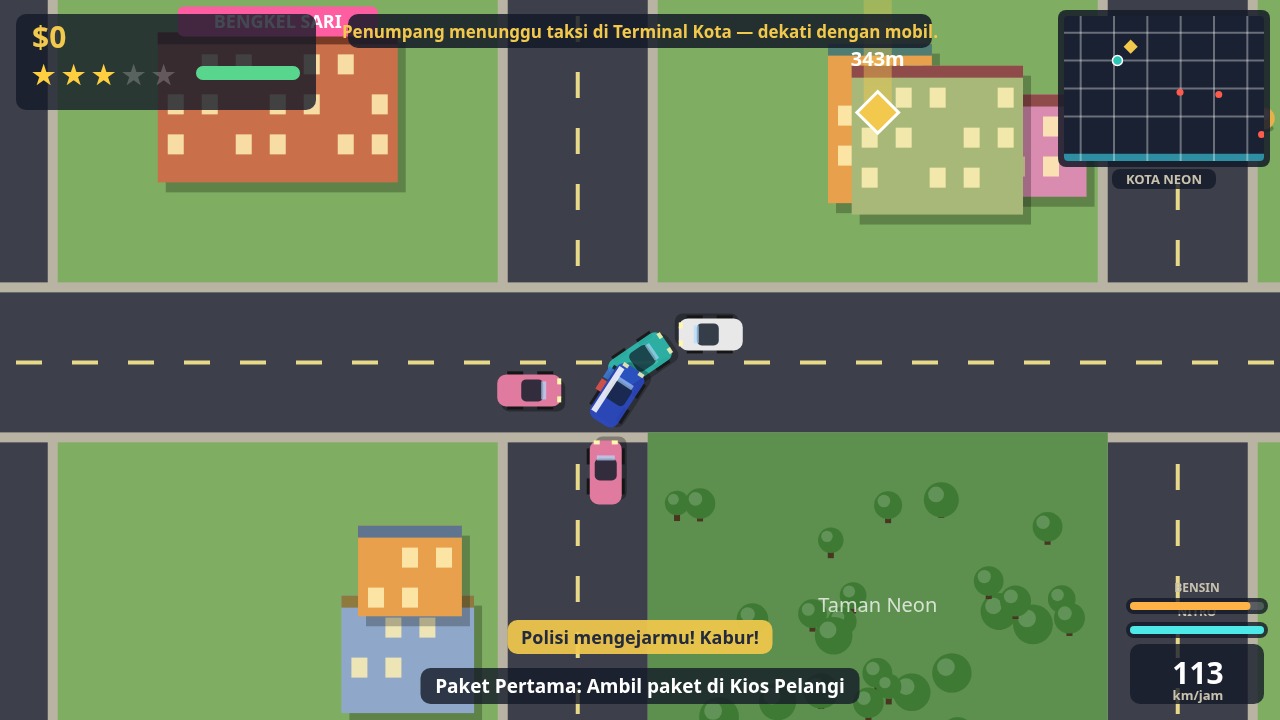 $0
BENGKEL SARI
Penumpang menunggu taksi di Terminal Kota — dekati dengan mobil.
343m
KOTA NEON
Taman Neon
BENSIN
NITRO
Polisi mengejarmu! Kabur!
Paket Pertama: Ambil paket di Kios Pelangi
113
km/jam